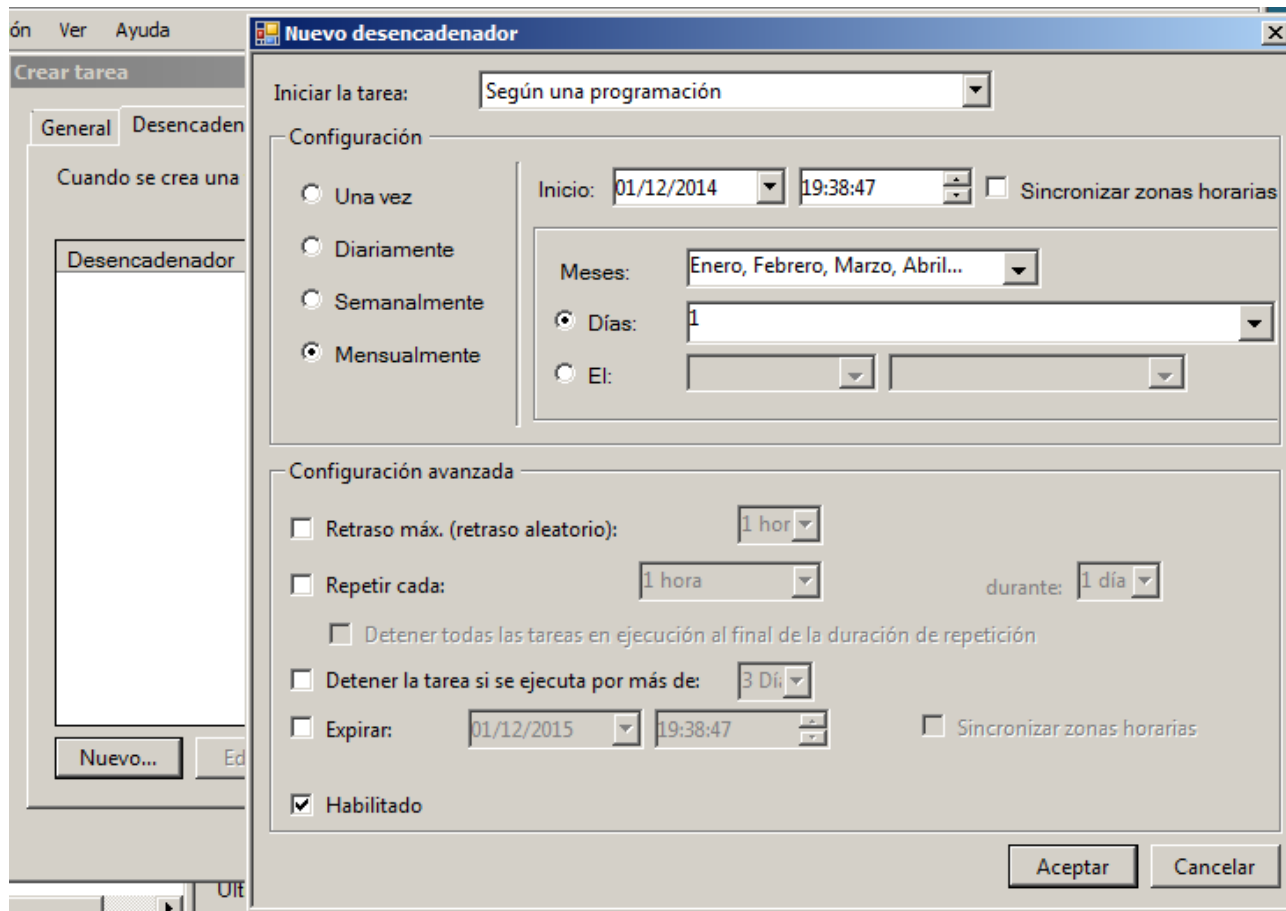 ón Ver Ayuda
Nuevo desencadenador
Crear tarea
General Desencaden
Cuando se crea una
Desencadenador
Nuevo... Ed
Iniciar la tarea: Según una programación
Configuración
Una vez
Diariamente
Semanalmente
Mensualmente
Inicio: 01/12/2014 19:38:47 Sincronizar zonas horarias
Meses: Enero, Febrero, Marzo, Abril...
Días: 1
El:
Configuración avanzada
Retraso máx. (retraso aleatorio): 1 hor
Repetir cada: 1 hora durante: 1 día
Detener todas las tareas en ejecución al final de la duración de repetición
Detener la tarea si se ejecuta por más de: 3 Día
Expirar: 01/12/2015 19:38:47 Sincronizar zonas horarias
Habilitado
Aceptar Cancelar